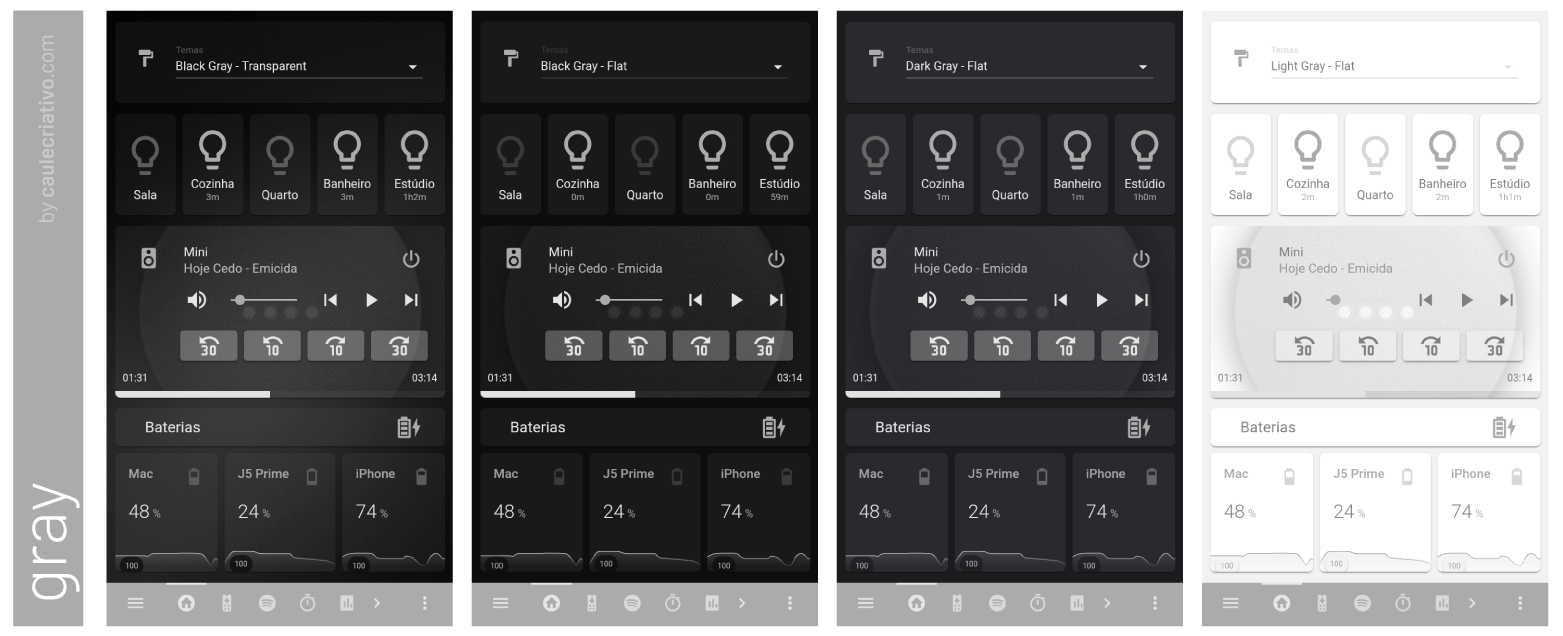 gray
by caulecriativo.com
Temas
Black Gray - Transparent
Sala
Cozinha
3m
Quarto
Banheiro
3m
Estúdio
1h2m
Mini
Hoje Cedo - Emicida
30
10
10
30
01:31
03:14
Baterias
Mac
48 %
100
J5 Prime
24 %
100
iPhone
74 %
100
Temas
Black Gray - Flat
Sala
Cozinha
0m
Quarto
Banheiro
0m
Estúdio
59m
Mini
Hoje Cedo - Emicida
30
10
10
30
01:31
03:14
Baterias
Mac
48 %
100
J5 Prime
24 %
100
iPhone
74 %
100
Temas
Dark Gray - Flat
Sala
Cozinha
1m
Quarto
Banheiro
1m
Estúdio
1h0m
Mini
Hoje Cedo - Emicida
30
10
10
30
01:31
03:14
Baterias
Mac
48 %
100
J5 Prime
24 %
100
iPhone
74 %
100
Temas
Light Gray - Flat
Sala
Cozinha
2m
Quarto
Banheiro
2m
Estúdio
1h1m
Mini
Hoje Cedo - Emicida
30
10
10
30
01:31
03:14
Baterias
Mac
48 %
100
J5 Prime
24 %
100
iPhone
74 %
100